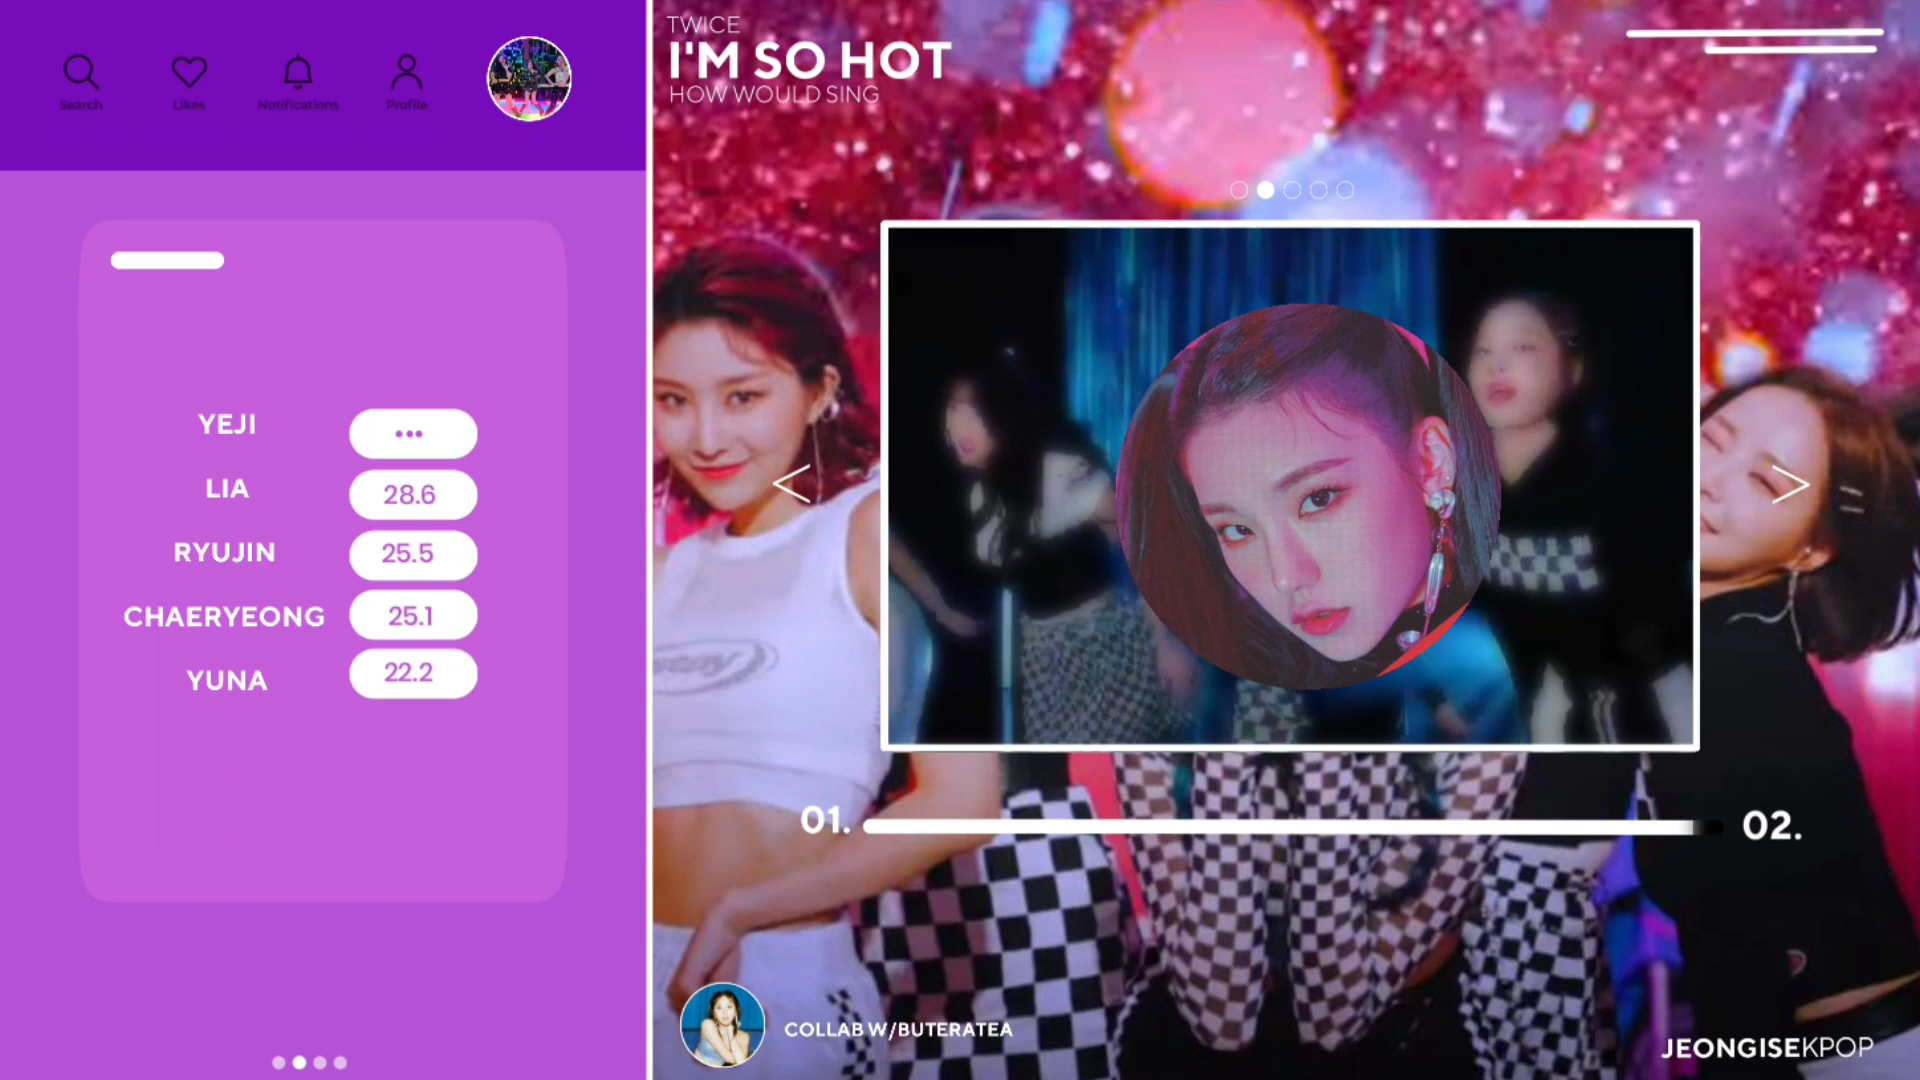 Search
Likes
Notifications
Profile
YEJI
...
LIA
28.6
RYUJIN
25.5
CHAERYEONG
25.1
YUNA
22.2
TWICE
I'M SO HOT
HOW WOULD SING
<
>
01.
02.
COLLAB W/BUTERATEA
JEONGISEKPOP